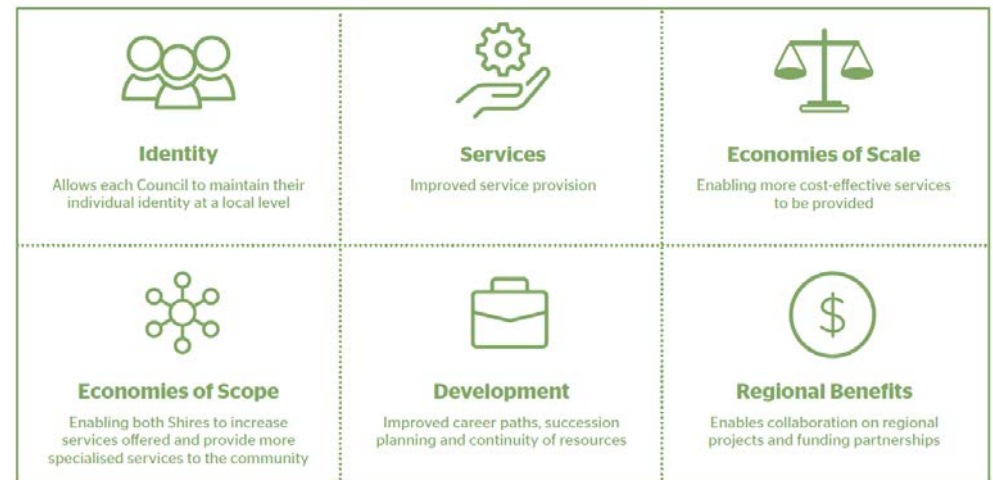 Identity
Allows each Council to maintain their
individual identity at a local level
Services
Improved service provision
Economies of Scale
Enabling more cost-effective services
to be provided
Economies of Scope
Enabling both Shires to increase
services offered and provide more
specialised services to the community
Development
Improved career paths, succession
planning and continuity of resources
$
Regional Benefits
Enables collaboration on regional
projects and funding partnerships